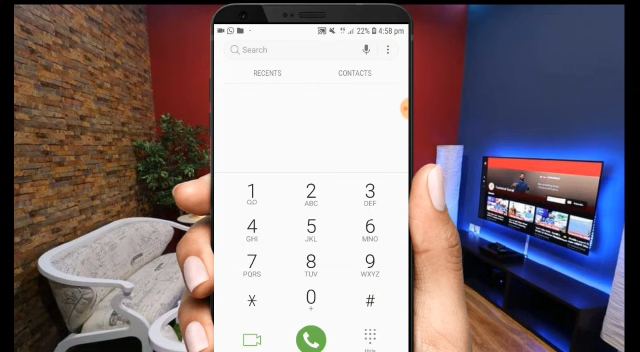 22% 4:58 pm
Search
RECENTS CONTACTS
1 2 3
ABC DEF
4 5 6
GHI JKL MNO
7 8 9
PQRS TUV WXYZ
* 0 #
+
Hide